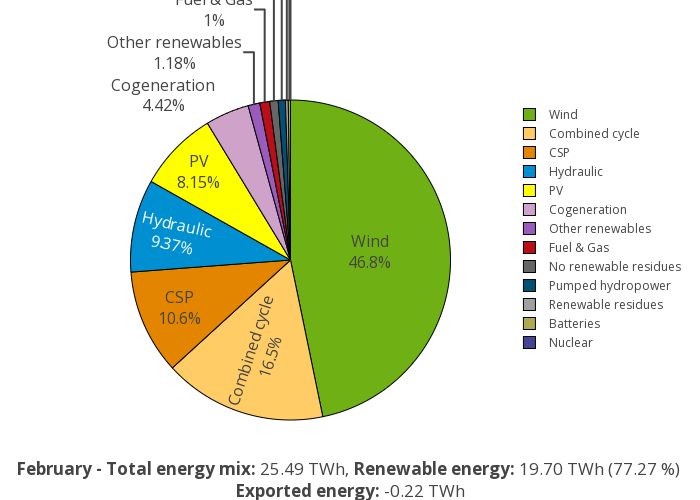 Fuel & Gas
1%
Other renewables
1.18%
Cogeneration
4.42%
PV
8.15%
Hydraulic
9.37%
CSP
10.6%
Combined cycle
16.5%
Wind
46.8%
Wind
Combined cycle
CSP
Hydraulic
PV
Cogeneration
Other renewables
Fuel & Gas
No renewable residues
Pumped hydropower
Renewable residues
Batteries
Nuclear
February - Total energy mix: 25.49 TWh, Renewable energy: 19.70 TWh (77.27 %)
Exported energy: -0.22 TWh